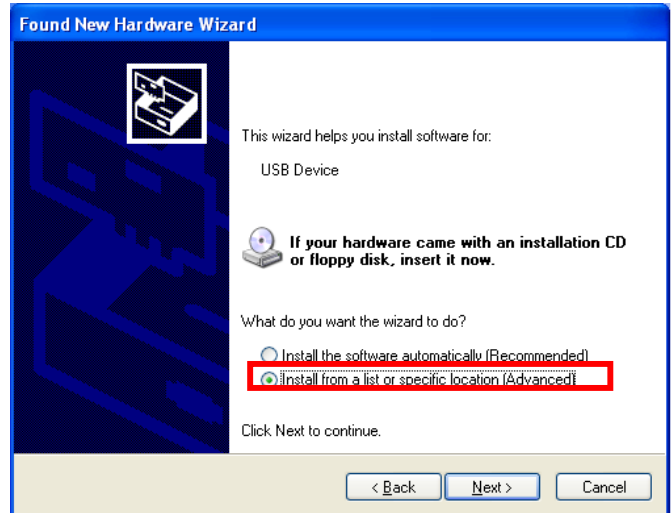 Found New Hardware Wizard
This wizard helps you install software for:
USB Device
If your hardware came with an installation CD
or floppy disk, insert it now.
What do you want the wizard to do?
Install the software automatically (Recommended)
Install from a list or specific location (Advanced)
Click Next to continue.
< Back Next > Cancel